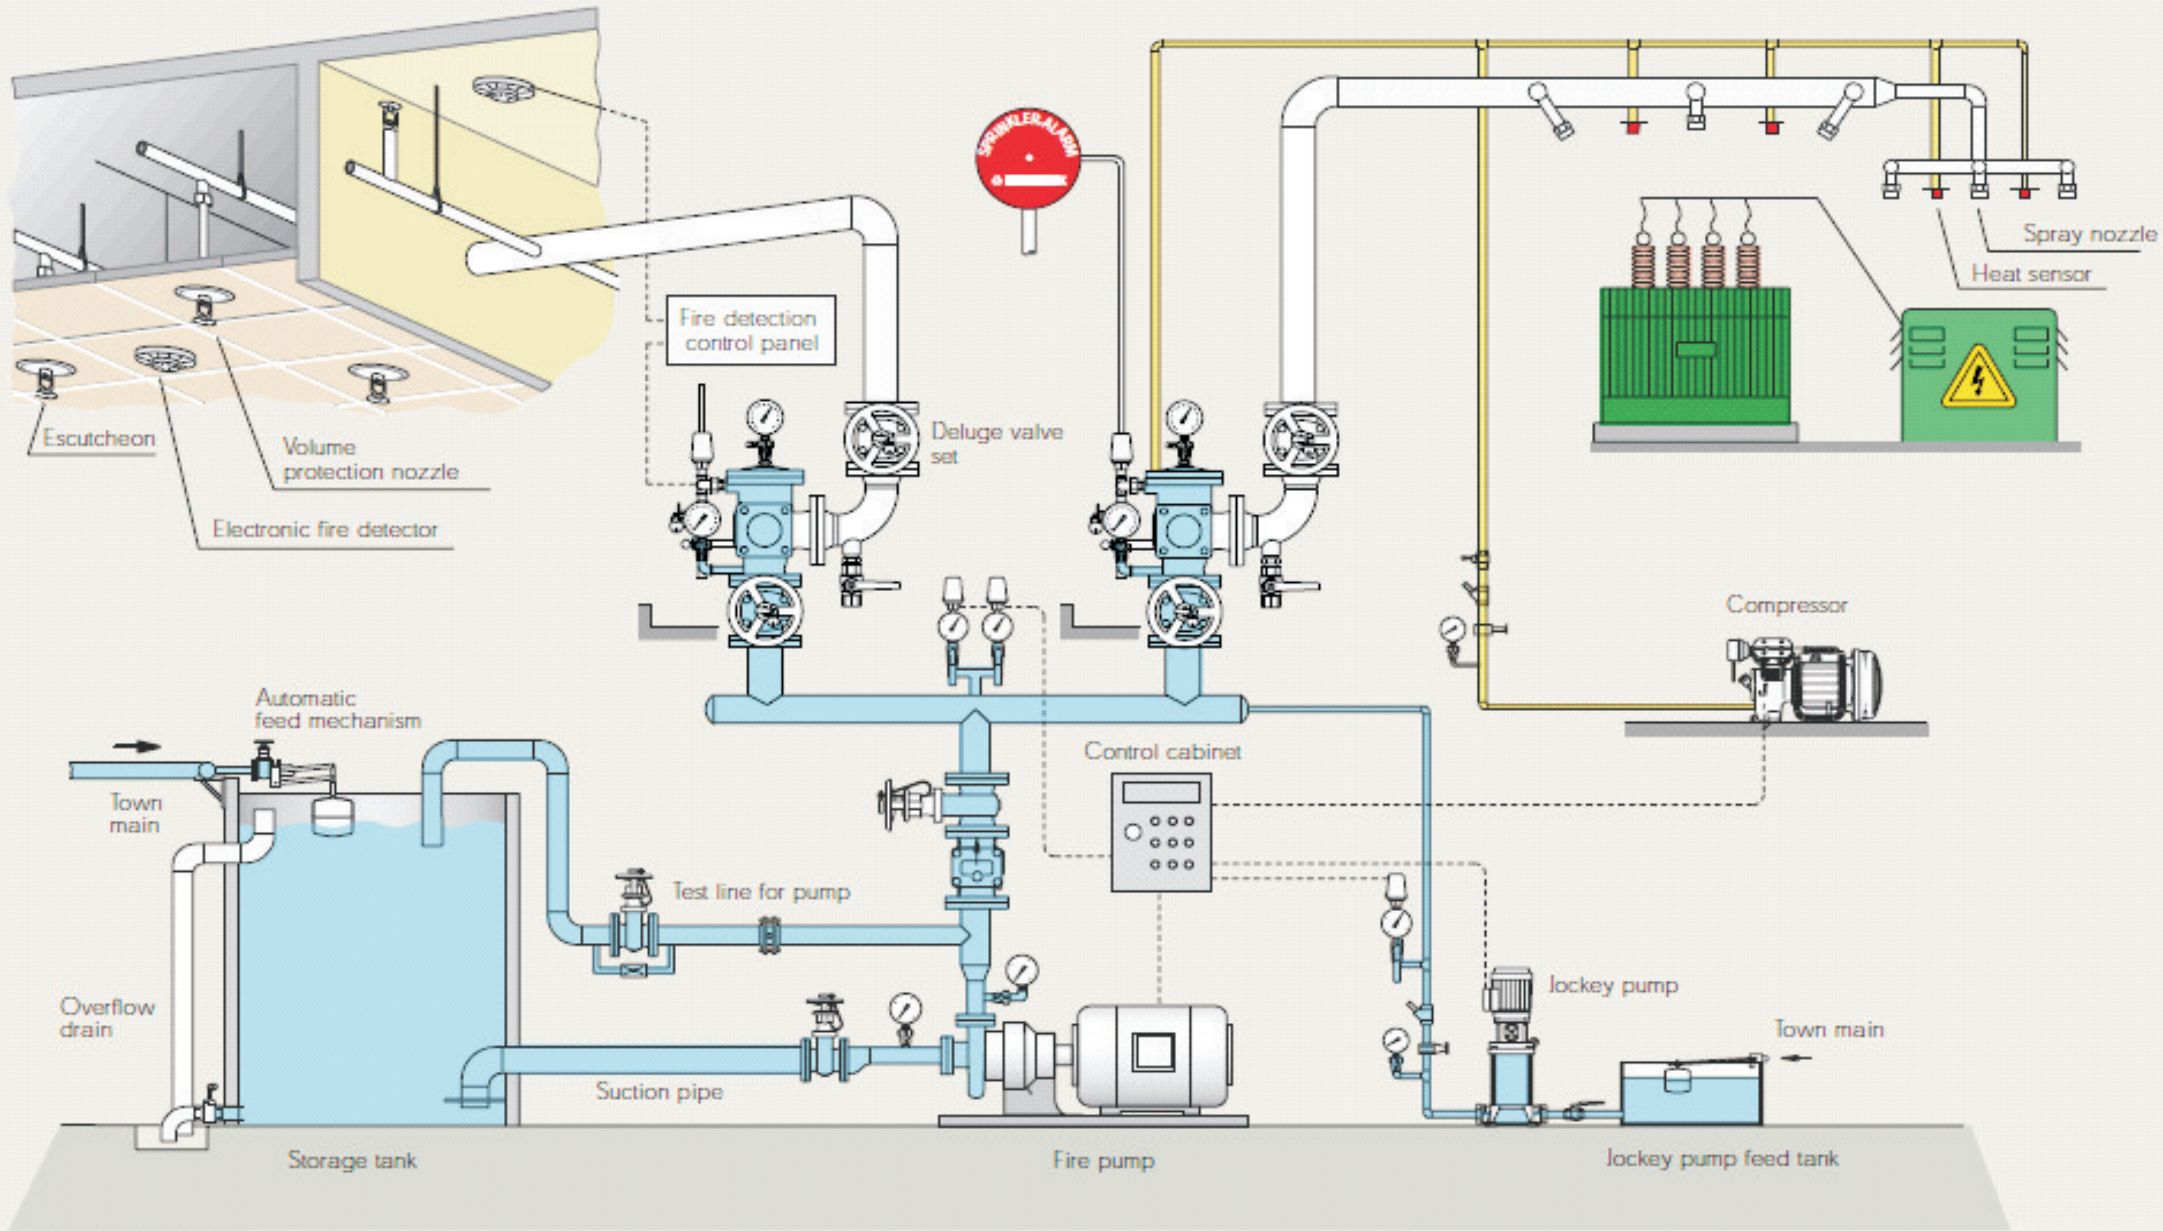 SPRINKLER ALARM
Spray nozzle
Heat sensor
Fire detection
control panel
Escutcheon
Volume
protection nozzle
Electronic fire detector
Deluge valve
set
Compressor
Automatic
feed mechanism
Town
main
Control cabinet
Test line for pump
Overflow
drain
Suction pipe
Jockey pump
Town main
Storage tank
Fire pump
Jockey pump feed tank